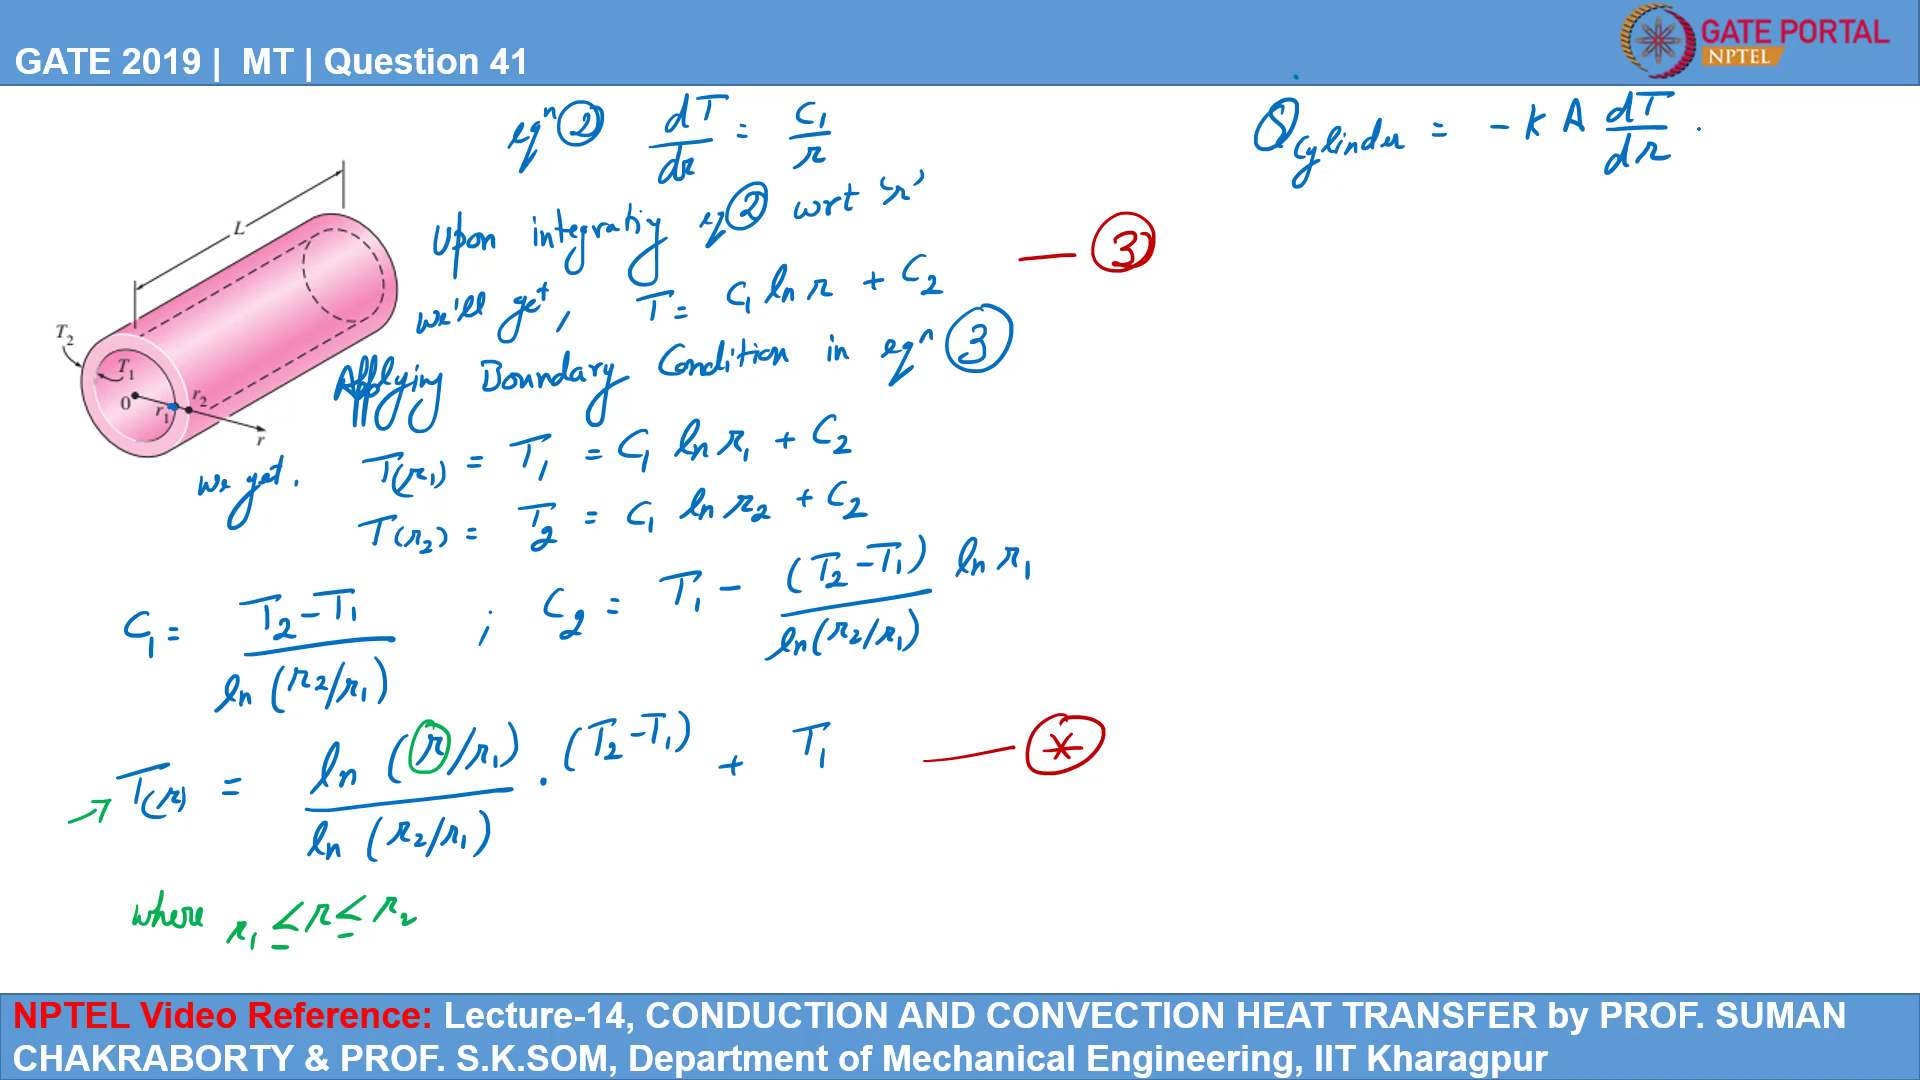 GATE 2019 |  MT | Question 41
GATE PORTAL
NPTEL
eqⁿ ② dT/dr = C₁/r
Q_cylinder = - K A dT/dr .
Upon integratiy eq ② wrt 'r'
we'll get, T = C₁ ln r + C₂ — ③
Applying Boundary Condition in eqⁿ ③
we get. T(r₁) = T₁ = C₁ ln r₁ + C₂
T(r₂) = T₂ = C₁ ln r₂ + C₂
C₁ = (T₂-T₁)/ln (r₂/r₁) ; C₂ = T₁ - (T₂-T₁)/ln(r₂/r₁) ln r₁
→ T(r) = ln (r/r₁)/ln (r₂/r₁) . (T₂-T₁) + T₁ — *
where r₁ ≤ r ≤ r₂
L
T₂
T₁
0
r₁
r₂
r
NPTEL Video Reference: Lecture-14, CONDUCTION AND CONVECTION HEAT TRANSFER by PROF. SUMAN
CHAKRABORTY & PROF. S.K.SOM, Department of Mechanical Engineering, IIT Kharagpur